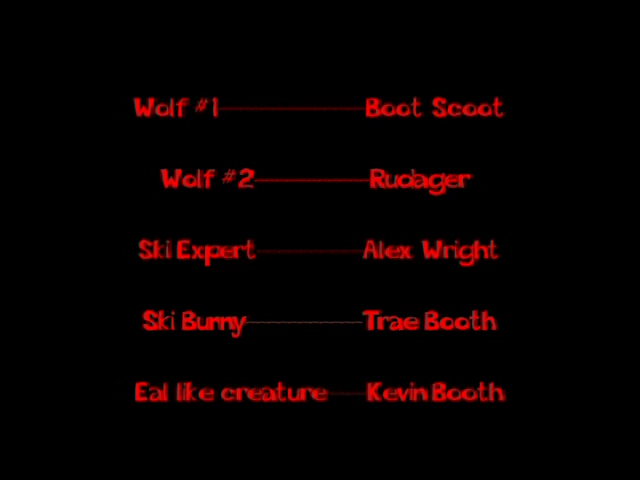 Wolf #1 Boot Scoot
Wolf #2 Rudager
Ski Expert Alex Wright
Ski Bunny Trae Booth
Eal like creature Kevin Booth